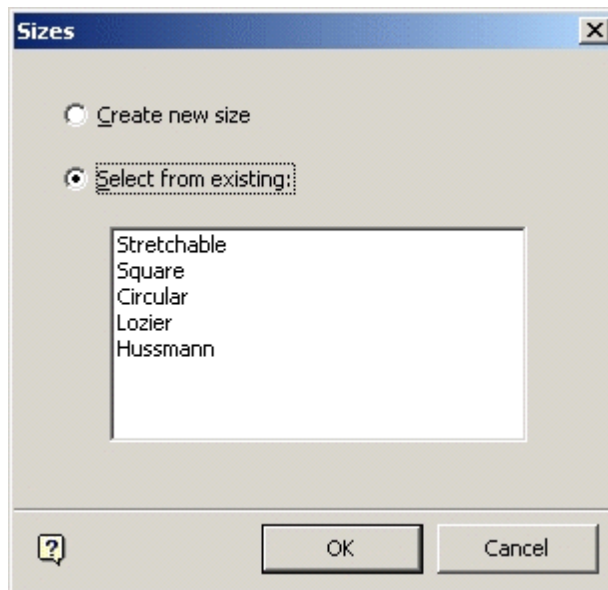 Sizes
Create new size
Select from existing:
Stretchable
Square
Circular
Lozier
Hussmann
?
OK
Cancel